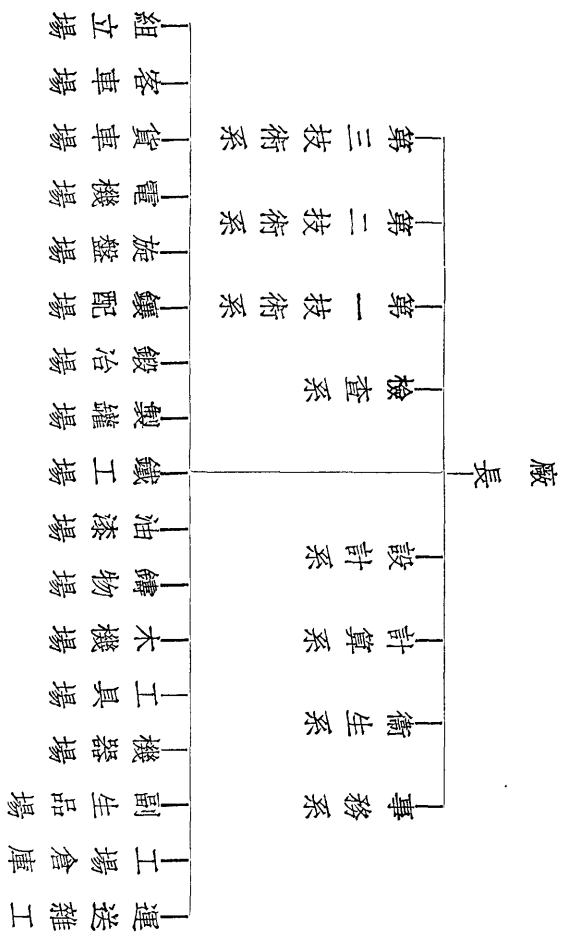 廠長
事務系
衞生系
計算系
設計系
檢查系
第一技術系
第二技術系
第三技術系
運送雜工
工場倉庫
副生品場
機器場
工具場
木機場
鑄物場
油漆場
鐵工場
製罐場
鍛冶場
鑲配場
旋盤場
電機場
貨車場
客車場
組立場